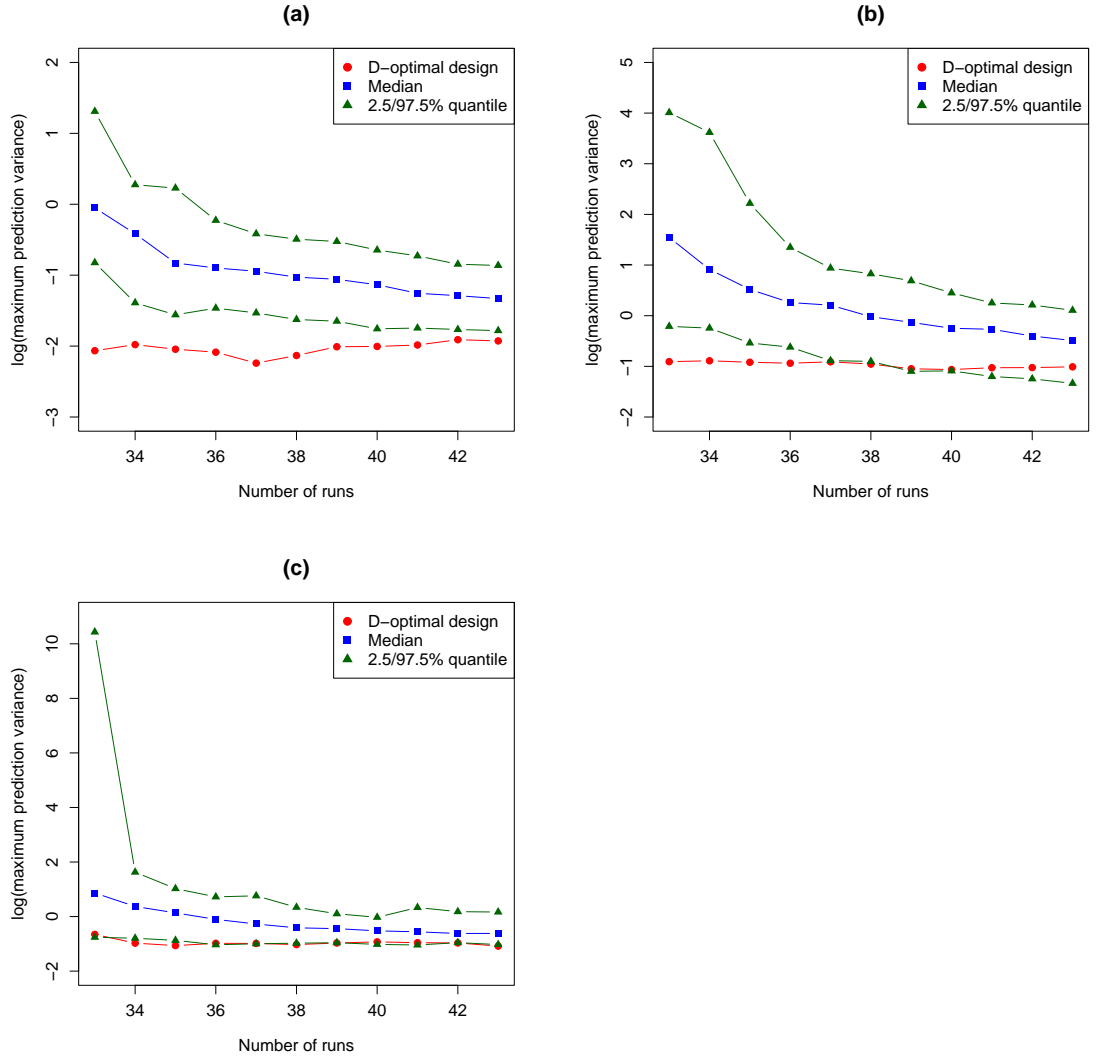 (a)
log(maximum prediction variance)
2
1
0
−1
−2
−3
D−optimal design
Median
2.5/97.5% quantile
34 36 38 40 42
Number of runs
(b)
log(maximum prediction variance)
5
4
3
2
1
0
−1
−2
D−optimal design
Median
2.5/97.5% quantile
34 36 38 40 42
Number of runs
(c)
log(maximum prediction variance)
10
8
6
4
2
0
−2
D−optimal design
Median
2.5/97.5% quantile
34 36 38 40 42
Number of runs